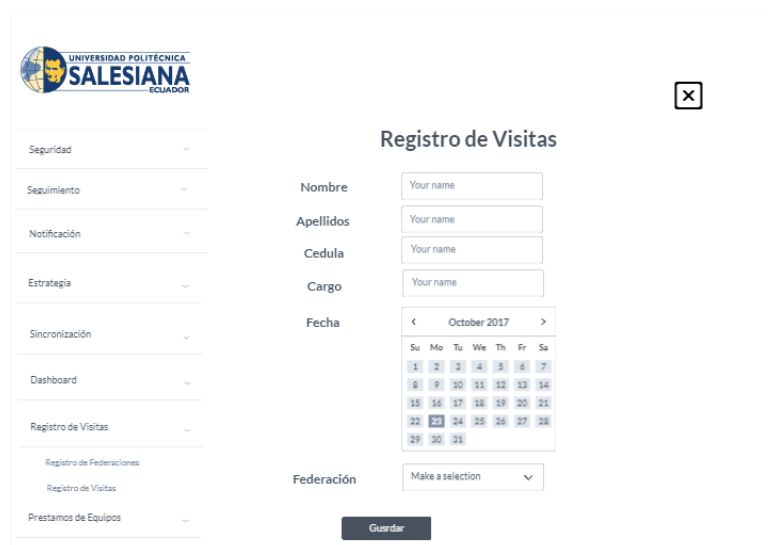 UNIVERSIDAD POLITÉCNICA
SALESIANA
ECUADOR
Seguridad
Seguimiento
Notificación
Estrategia
Sincronización
Dashboard
Registro de Visitas
Registro de Federaciones
Registro de Visitas
Prestamos de Equipos
Registro de Visitas
Nombre Your name
Apellidos Your name
Cedula Your name
Cargo Your name
Fecha
October 2017
Su Mo Tu We Th Fr Sa
1 2 3 4 5 6 7
8 9 10 11 12 13 14
15 16 17 18 19 20 21
22 23 24 25 26 27 28
29 30 31
Federación Make a selection
Gusrdar